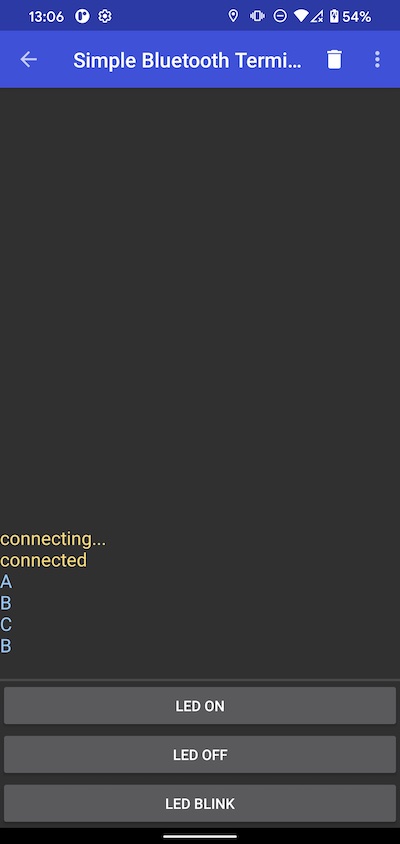 13:06
54%
Simple Bluetooth Termi...
connecting...
connected
A
B
C
B
LED ON
LED OFF
LED BLINK